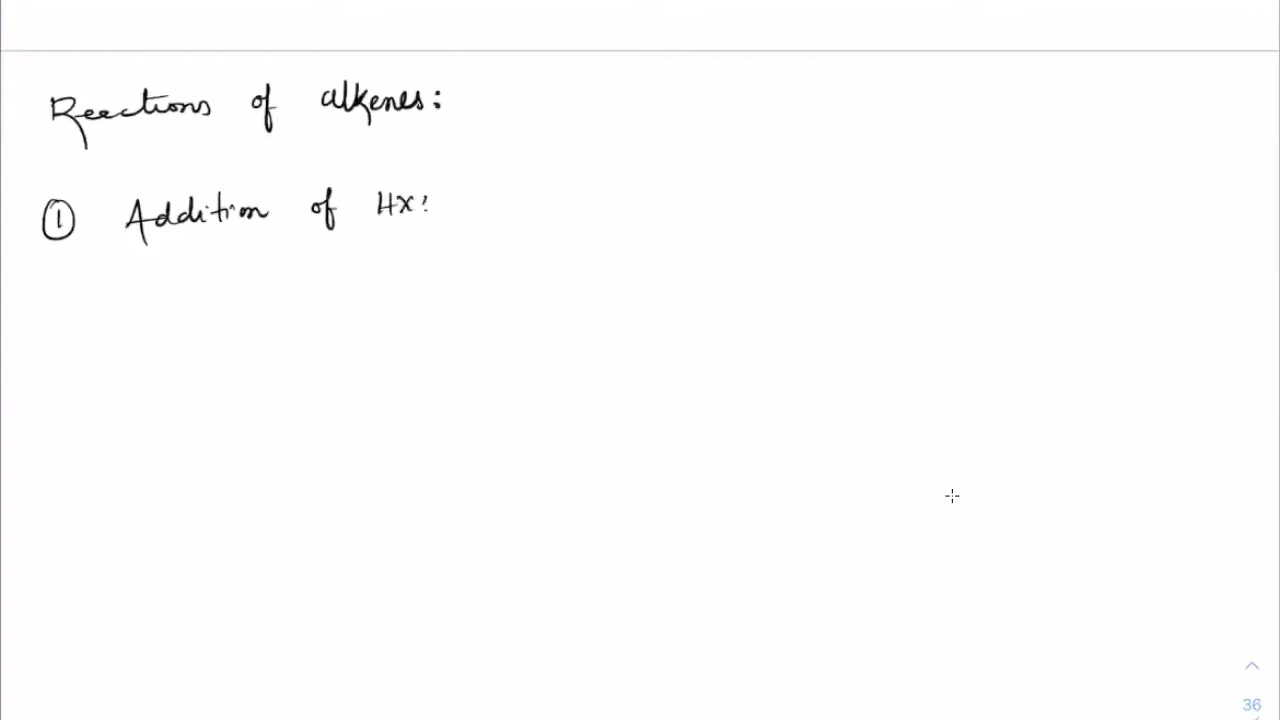 Reactions of alkenes:
① Addition of HX:
36